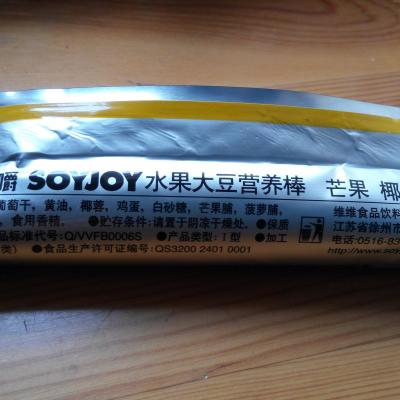 嚼 SOYJOY 水果大豆营养棒 芒果 椰
葡萄干, 黄油, 椰蓉, 鸡蛋, 白砂糖, 芒果脯, 菠萝脯,
食用香精. ●贮存条件: 请置于阴凉干燥处. ●保质
品标准代号: Q/VVFB0006S ●产品类型: I型 ●加工
类) ●食品生产许可证编号: QS3200 2401 0001
维维食品饮料
江苏省徐州市
电话: 0516-83
http://www.soy